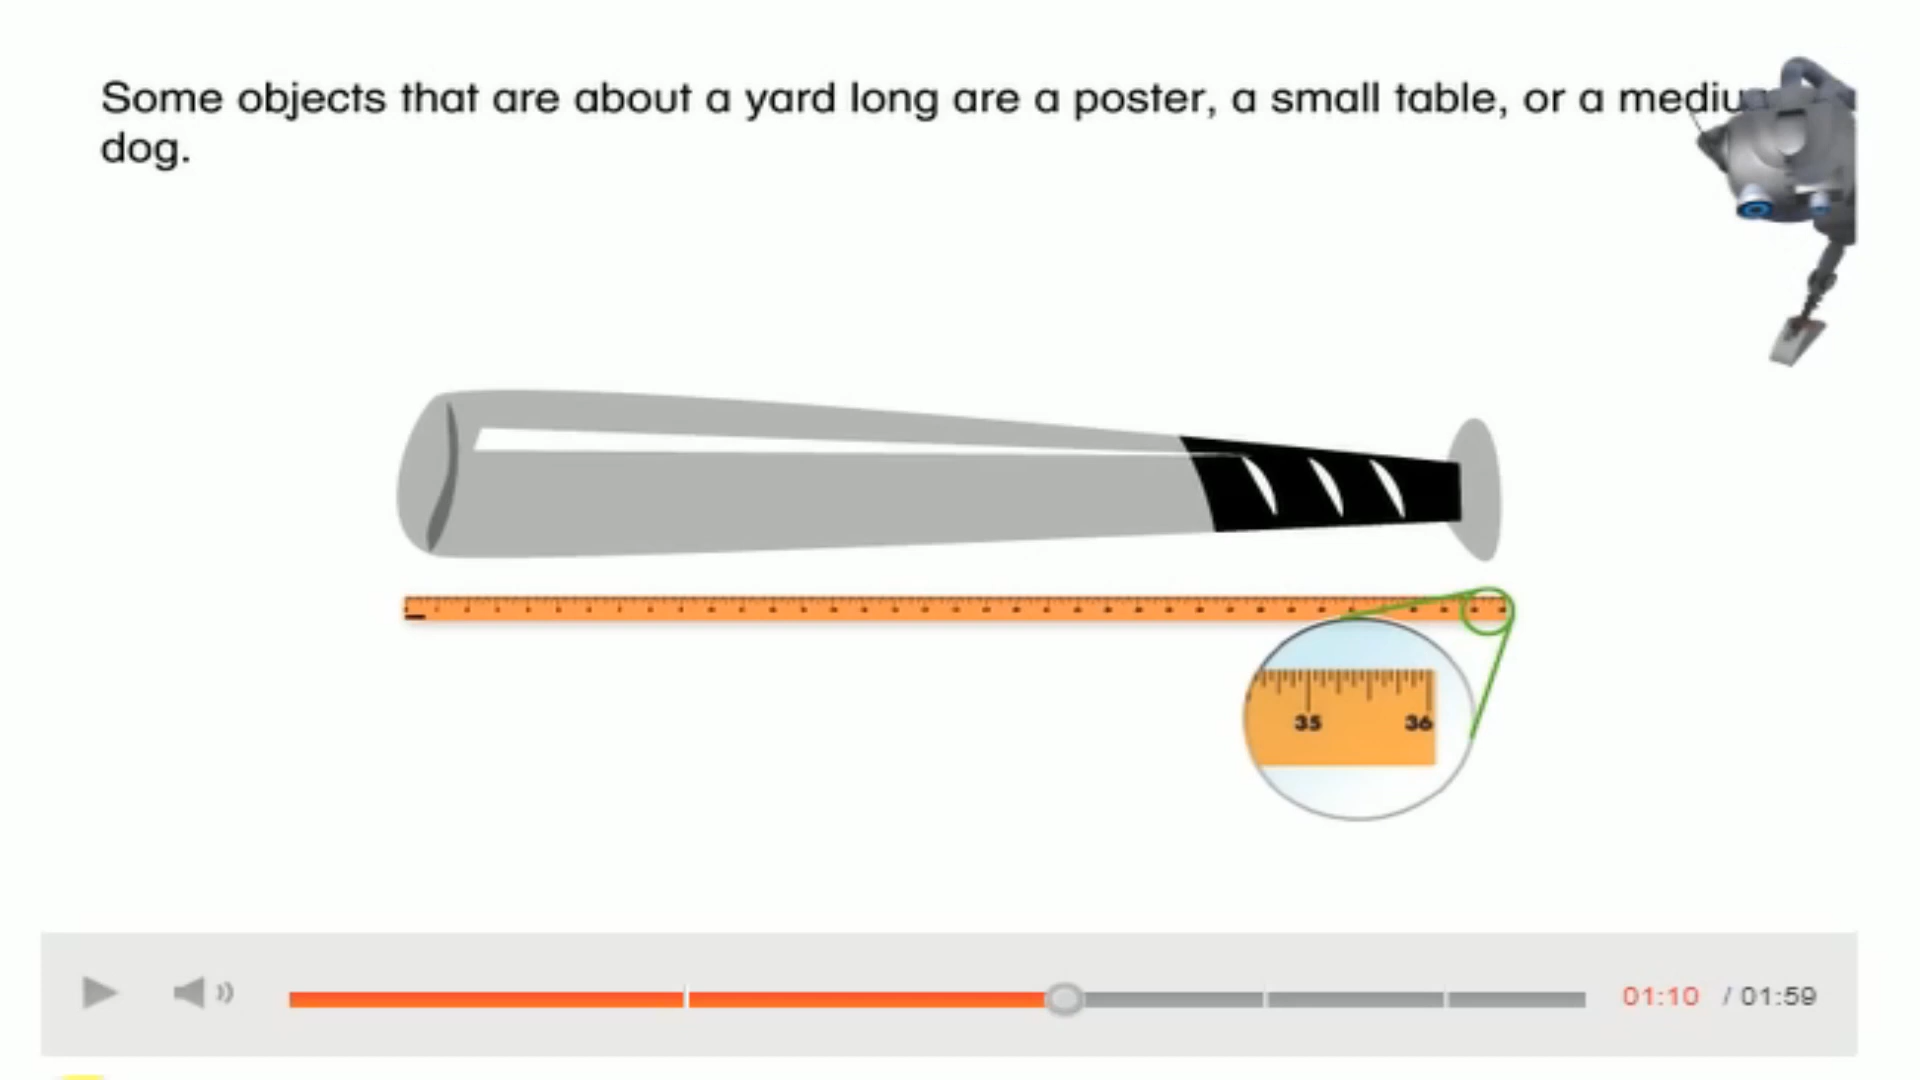 Some objects that are about a yard long are a poster, a small table, or a mediu
dog.
35 36
01:10 / 01:59